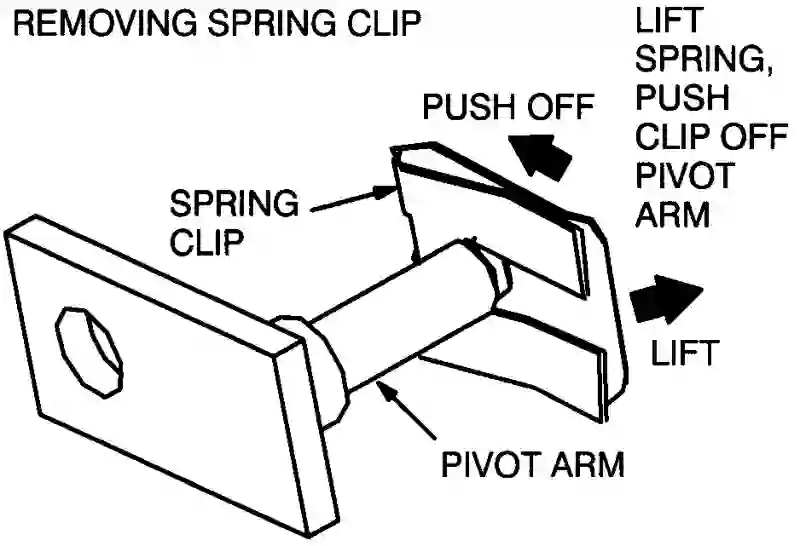 REMOVING SPRING CLIP
LIFT
SPRING,
PUSH
CLIP OFF
PIVOT
ARM
PUSH OFF
SPRING
CLIP
LIFT
PIVOT ARM